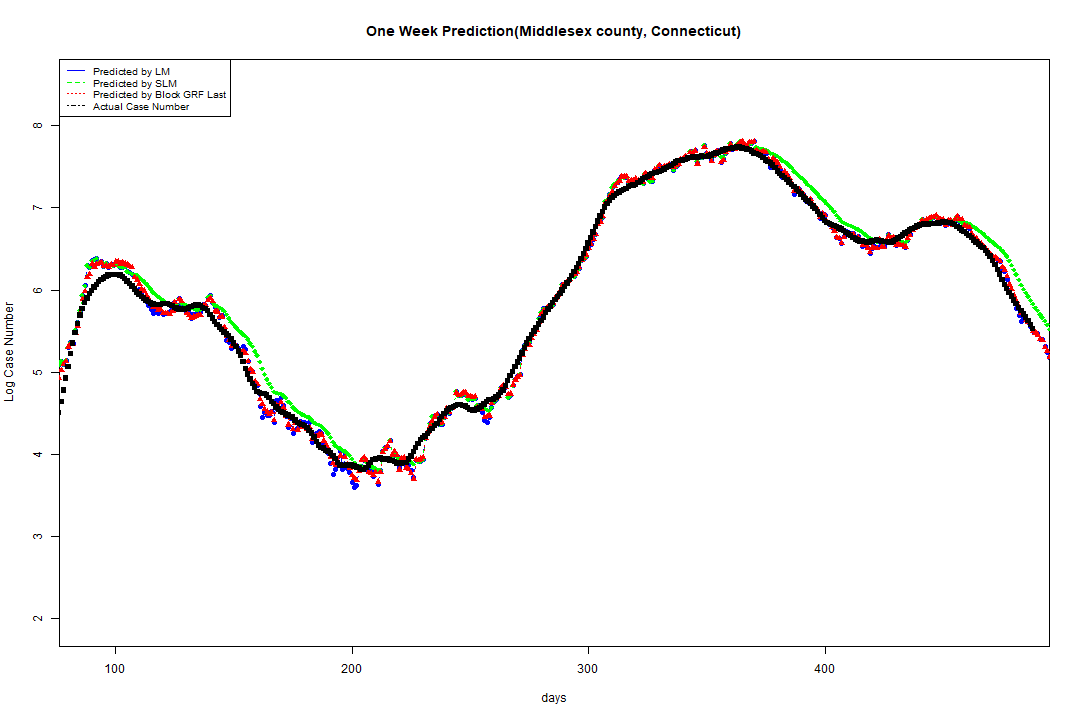 One Week Prediction(Middlesex county, Connecticut)
Predicted by LM
Predicted by SLM
Predicted by Block GRF Last
Actual Case Number
Log Case Number
8
7
6
5
4
3
2
100 200 300 400
days